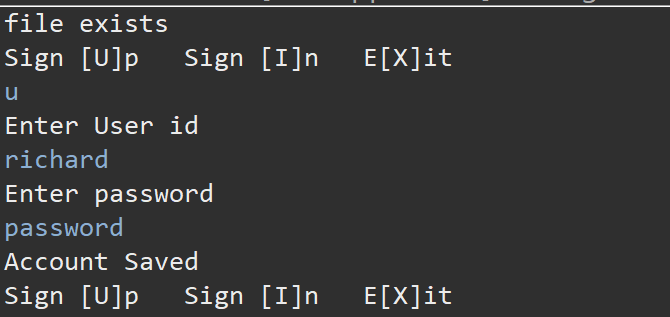 file exists
Sign [U]p   Sign [I]n   E[X]it
u
Enter User id
richard
Enter password
password
Account Saved
Sign [U]p   Sign [I]n   E[X]it